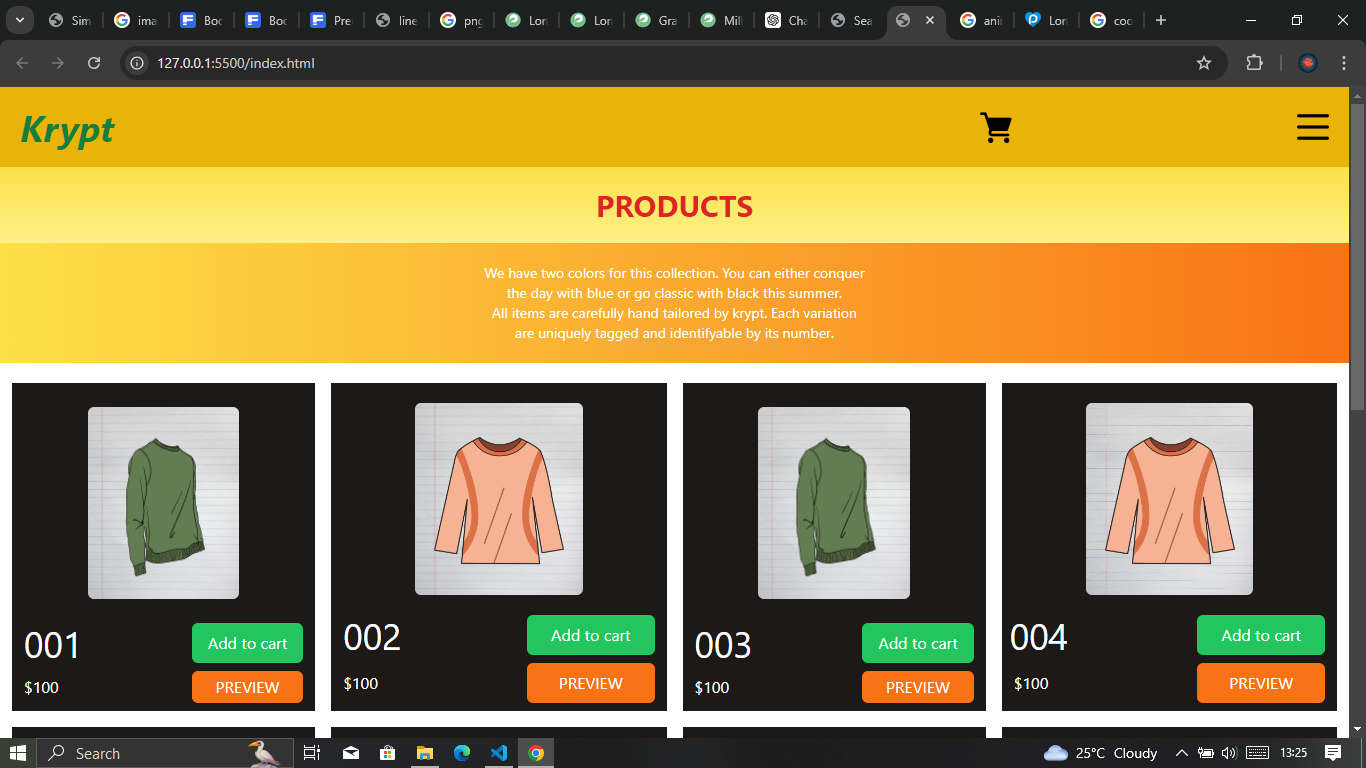 Sim
ima
Boo
Boo
Pre
line
png
Lon
Lon
Gra
Mill
Cha
Sea
anim
Lon
coo
127.0.0.1:5500/index.html
Krypt
PRODUCTS
We have two colors for this collection. You can either conquer
the day with blue or go classic with black this summer.
All items are carefully hand tailored by krypt. Each variation
are uniquely tagged and identifyable by its number.
001
Add to cart
$100
PREVIEW
002
Add to cart
$100
PREVIEW
003
Add to cart
$100
PREVIEW
004
Add to cart
$100
PREVIEW
Search
25°C Cloudy
13:25